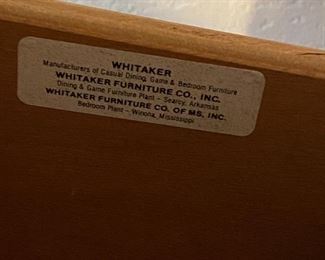 WHITAKER
Manufacturers of Casual Dining, Game & Bedroom Furniture
WHITAKER FURNITURE CO., INC.
Dining & Game Furniture Plant – Searcy, Arkansas
WHITAKER FURNITURE CO. OF MS, INC.
Bedroom Plant – Winona, Mississippi